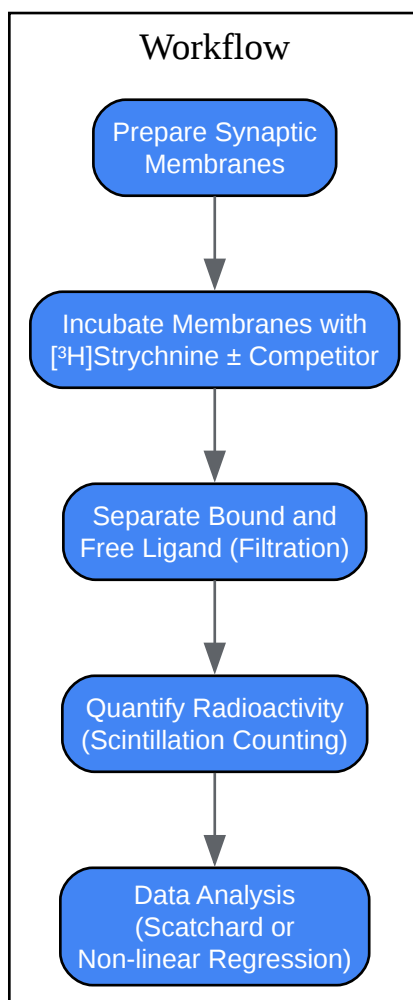 Workflow
Prepare Synaptic
Membranes
Incubate Membranes with
[³H]Strychnine ± Competitor
Separate Bound and
Free Ligand (Filtration)
Quantify Radioactivity
(Scintillation Counting)
Data Analysis
(Scatchard or
Non-linear Regression)